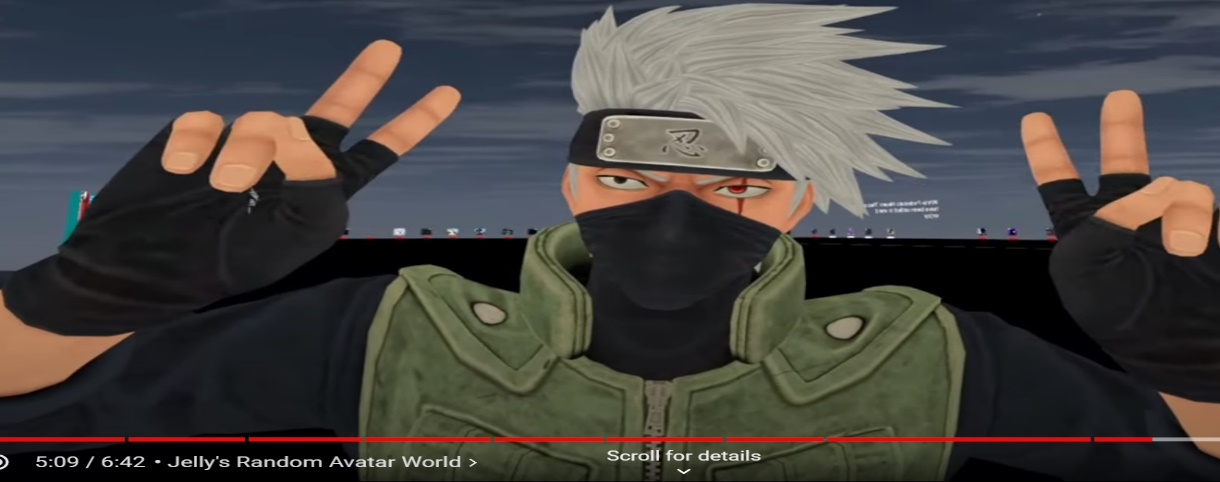 忍
5:09 / 6:42 • Jelly's Random Avatar World >
Scroll for details